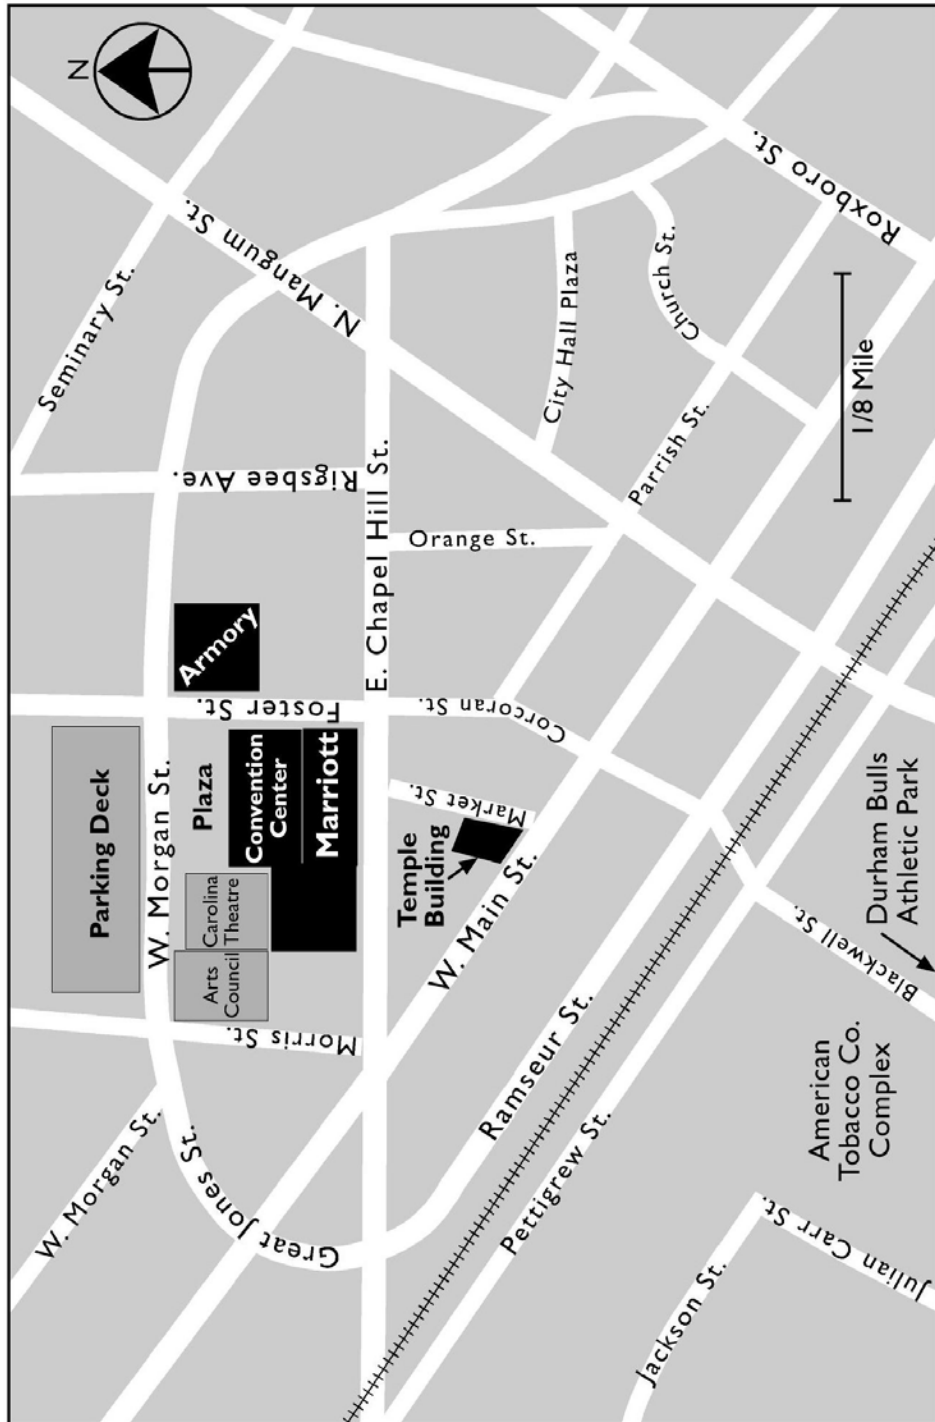 N
Seminary St.
N. Mangum St.
Roxboro St.
City Hall Plaza
Church St.
Rigsbee Ave.
E. Chapel Hill St.
Orange St.
Parrish St.
1/8 Mile
Armory
Foster St.
Corcoran St.
Parking Deck
W. Morgan St.
Plaza
Convention
Center
Marriott
Market St.
Temple
Building
Carolina
Theatre
Arts
Council
W. Main St.
Morris St.
Durham Bulls
Athletic Park
Blackwell St.
Ramseur St.
American
Tobacco Co.
Complex
W. Morgan St.
Great Jones St.
Pettigrew St.
Jackson St.
Julian Carr St.